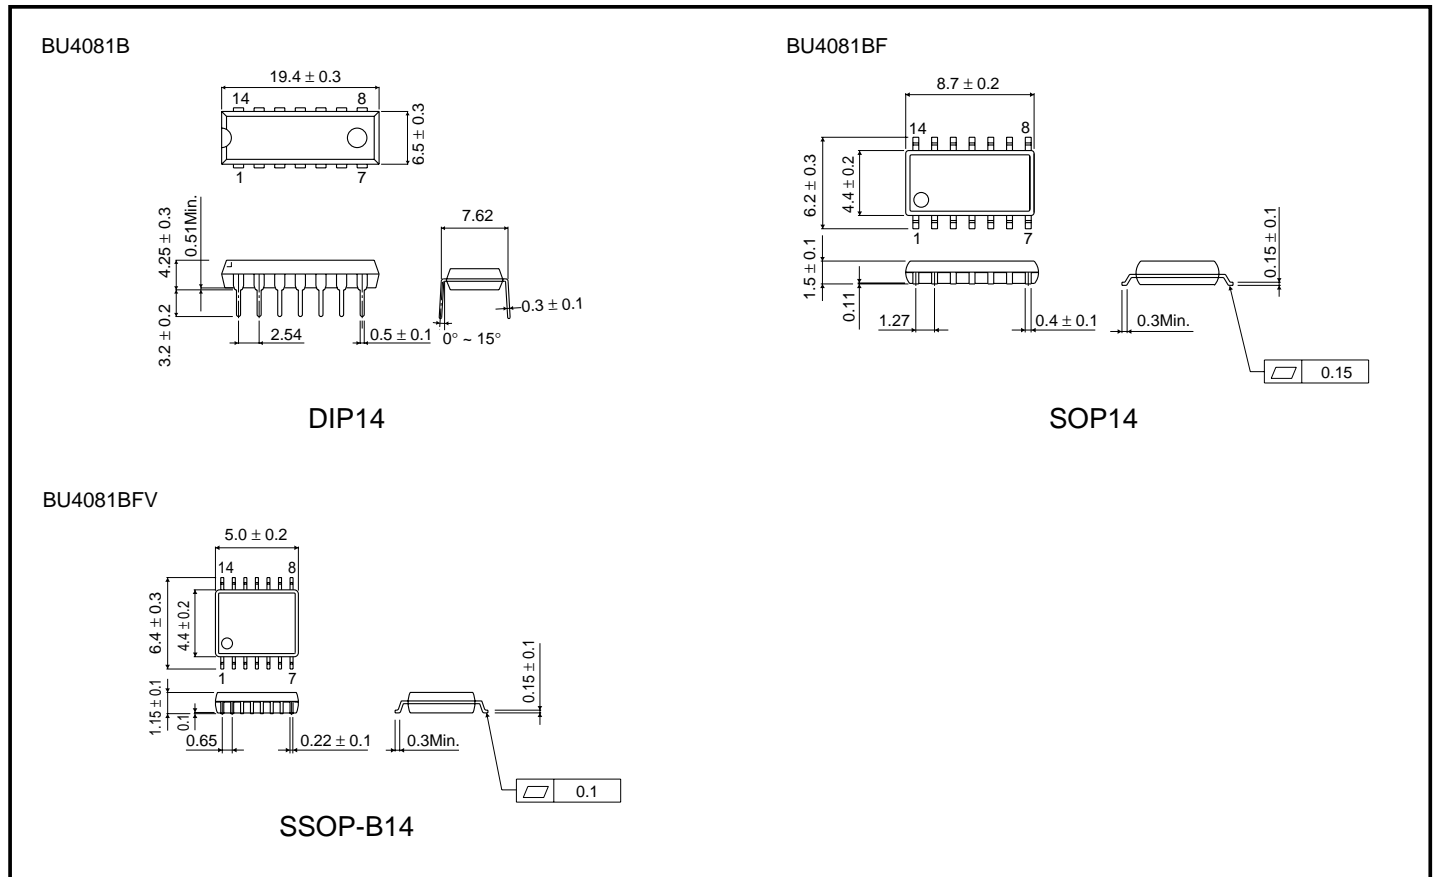 BU4081B
19.4 ± 0.3
14
8
6.5 ± 0.3
1
7
4.25 ± 0.3
0.51Min.
3.2 ± 0.2
2.54
0.5 ± 0.1
7.62
0.3 ± 0.1
0° ~ 15°
DIP14
BU4081BF
8.7 ± 0.2
14
8
6.2 ± 0.3
4.4 ± 0.2
1
7
1.5 ± 0.1
0.11
1.27
0.4 ± 0.1
0.15 ± 0.1
0.3Min.
0.15
SOP14
BU4081BFV
5.0 ± 0.2
14
8
6.4 ± 0.3
4.4 ± 0.2
1
7
1.15 ± 0.1
0.1
0.65
0.22 ± 0.1
0.15 ± 0.1
0.3Min.
0.1
SSOP-B14